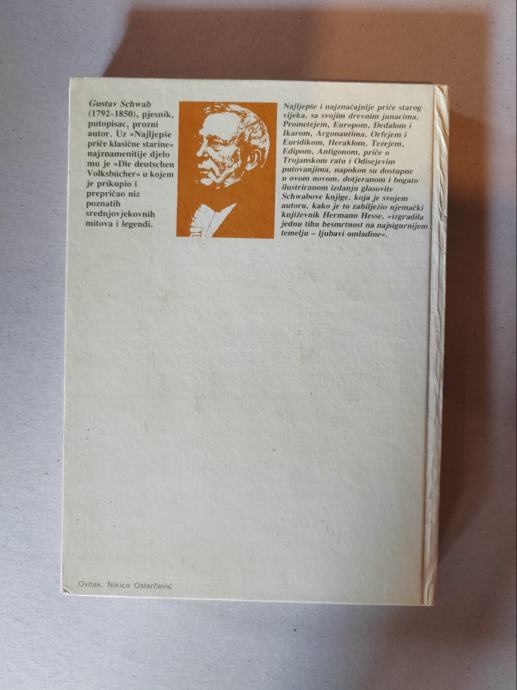 Gustav Schwab
(1792-1850), pjesnik,
putopisac, prozni
autor. Uz »Najljepše
priče klasične starine«
najznamenitije djelo
mu je »Die deutschen
Volksbücher« u kojem
je prikupio i
prepričao niz
poznatih
srednjovjekovnih
mitova i legendi.
Najljepše i najznačajnije priče starog
vijeka, sa svojim drevnim junacima,
Prometejem, Europom, Dedalom i
Ikarom, Argonautima, Orfejem i
Euridikom, Heraklom, Tezejem,
Edipom, Antigonom, priče o
Trojanskom ratu i Odisejevim
putovanjima, napokon su dostupne
u ovom novom, dotjeranom i bogato
ilustriranom izdanju glasovite
Schwabove knjige, koja je svojem
autoru, kako je to zabilježio njemački
književnik Hermann Hesse, »izgradila
jednu tihu besmrtnost na najsigurnijem
temelju – ljubavi omladine«.
Ovitak. Nikica Ostarčević